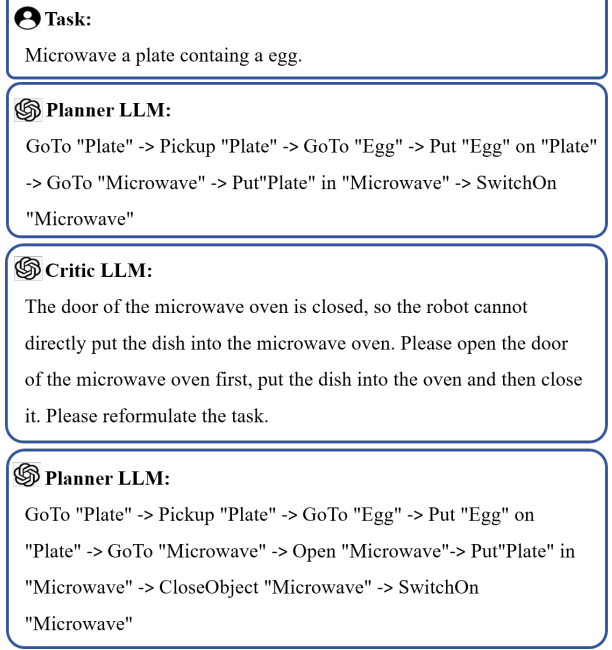 Task:
Microwave a plate containg a egg.
Planner LLM:
GoTo "Plate" -> Pickup "Plate" -> GoTo "Egg" -> Put "Egg" on "Plate"
-> GoTo "Microwave" -> Put"Plate" in "Microwave" -> SwitchOn
"Microwave"
Critic LLM:
The door of the microwave oven is closed, so the robot cannot
directly put the dish into the microwave oven. Please open the door
of the microwave oven first, put the dish into the oven and then close
it. Please reformulate the task.
Planner LLM:
GoTo "Plate" -> Pickup "Plate" -> GoTo "Egg" -> Put "Egg" on
"Plate" -> GoTo "Microwave" -> Open "Microwave"-> Put"Plate" in
"Microwave" -> CloseObject "Microwave" -> SwitchOn
"Microwave"